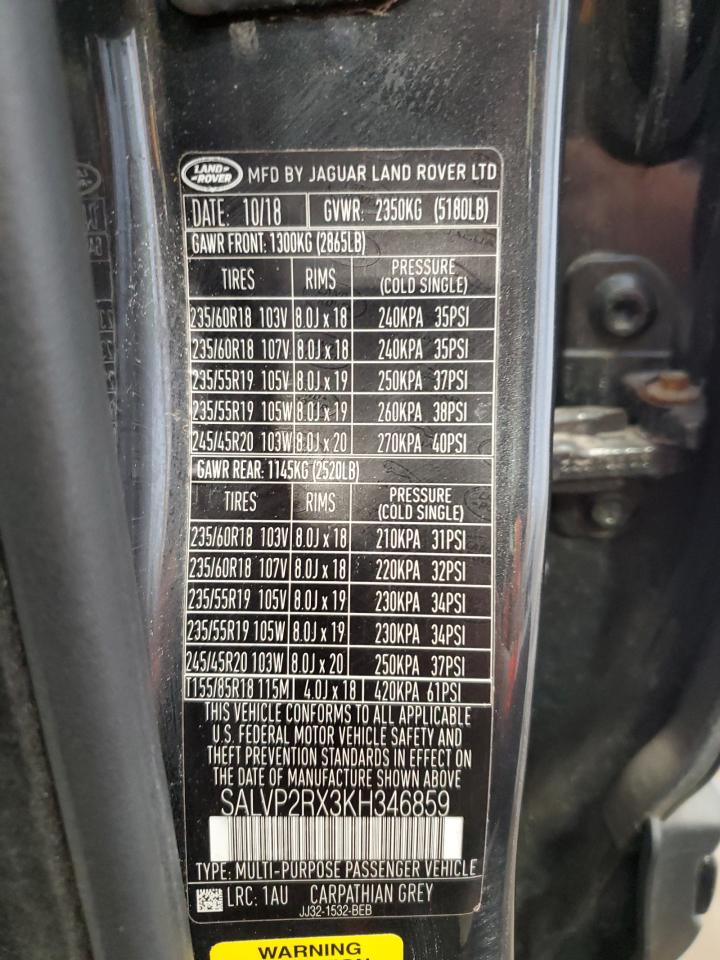 LAND ROVER MFD BY JAGUAR LAND ROVER LTD
DATE: 10/18 GVWR: 2350KG (5180LB)
GAWR FRONT: 1300KG (2865LB)
TIRES RIMS PRESSURE (COLD SINGLE)
235/60R18 103V 8.0J x 18 240KPA 35PSI
235/60R18 107V 8.0J x 18 240KPA 35PSI
235/55R19 105V 8.0J x 19 250KPA 37PSI
235/55R19 105W 8.0J x 19 260KPA 38PSI
245/45R20 103W 8.0J x 20 270KPA 40PSI
GAWR REAR: 1145KG (2520LB)
TIRES RIMS PRESSURE (COLD SINGLE)
235/60R18 103V 8.0J x 18 210KPA 31PSI
235/60R18 107V 8.0J x 18 220KPA 32PSI
235/55R19 105V 8.0J x 19 230KPA 34PSI
235/55R19 105W 8.0J x 19 230KPA 34PSI
245/45R20 103W 8.0J x 20 250KPA 37PSI
T155/85R18 115M 4.0J x 18 420KPA 61PSI
THIS VEHICLE CONFORMS TO ALL APPLICABLE
U.S. FEDERAL MOTOR VEHICLE SAFETY AND
THEFT PREVENTION STANDARDS IN EFFECT ON
THE DATE OF MANUFACTURE SHOWN ABOVE
SALVP2RX3KH346859
TYPE: MULTI-PURPOSE PASSENGER VEHICLE
LRC: 1AU CARPATHIAN GREY
JJ32-1532-BEB
WARNING